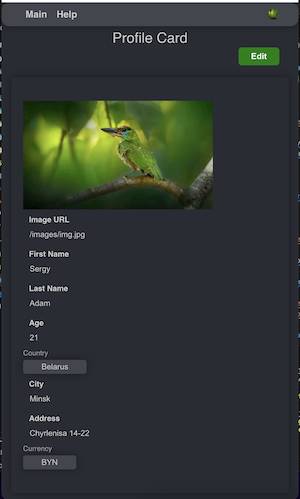 Main Help
Profile Card
Edit
Image URL
/images/img.jpg
First Name
Sergy
Last Name
Adam
Age
21
Country
Belarus
City
Minsk
Address
Chyrlenisa 14-22
Currency
BYN